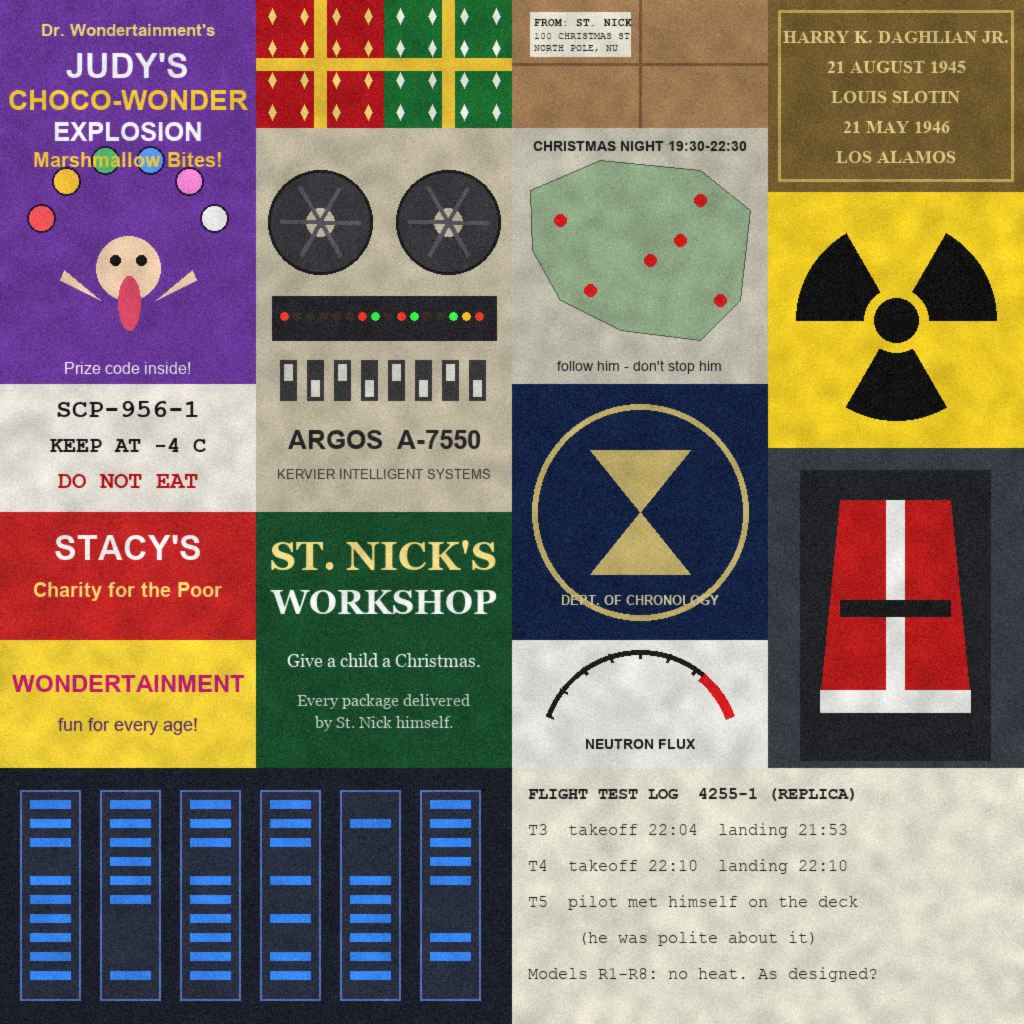 Dr. Wondertainment's
JUDY'S
CHOCO-WONDER
EXPLOSION
Marshmallow Bites!
Prize code inside!
SCP-956-1
KEEP AT -4 C
DO NOT EAT
STACY'S
Charity for the Poor
WONDERTAINMENT
fun for every age!
ARGOS A-7550
KERVIER INTELLIGENT SYSTEMS
ST. NICK'S
WORKSHOP
Give a child a Christmas.
Every package delivered
by St. Nick himself.
FROM: ST. NICK
100 CHRISTMAS ST
NORTH POLE, NU
CHRISTMAS NIGHT 19:30-22:30
follow him - don't stop him
DEPT. OF CHRONOLOGY
NEUTRON FLUX
HARRY K. DAGHLIAN JR.
21 AUGUST 1945
LOUIS SLOTIN
21 MAY 1946
LOS ALAMOS
FLIGHT TEST LOG 4255-1 (REPLICA)
T3 takeoff 22:04 landing 21:53
T4 takeoff 22:10 landing 22:10
T5 pilot met himself on the deck
(he was polite about it)
Models R1-R8: no heat. As designed?